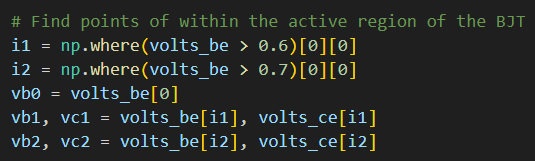 # Find points of within the active region of the BJT
i1 = np.where(volts_be > 0.6)[0][0]
i2 = np.where(volts_be > 0.7)[0][0]
vb0 = volts_be[0]
vb1, vc1 = volts_be[i1], volts_ce[i1]
vb2, vc2 = volts_be[i2], volts_ce[i2]